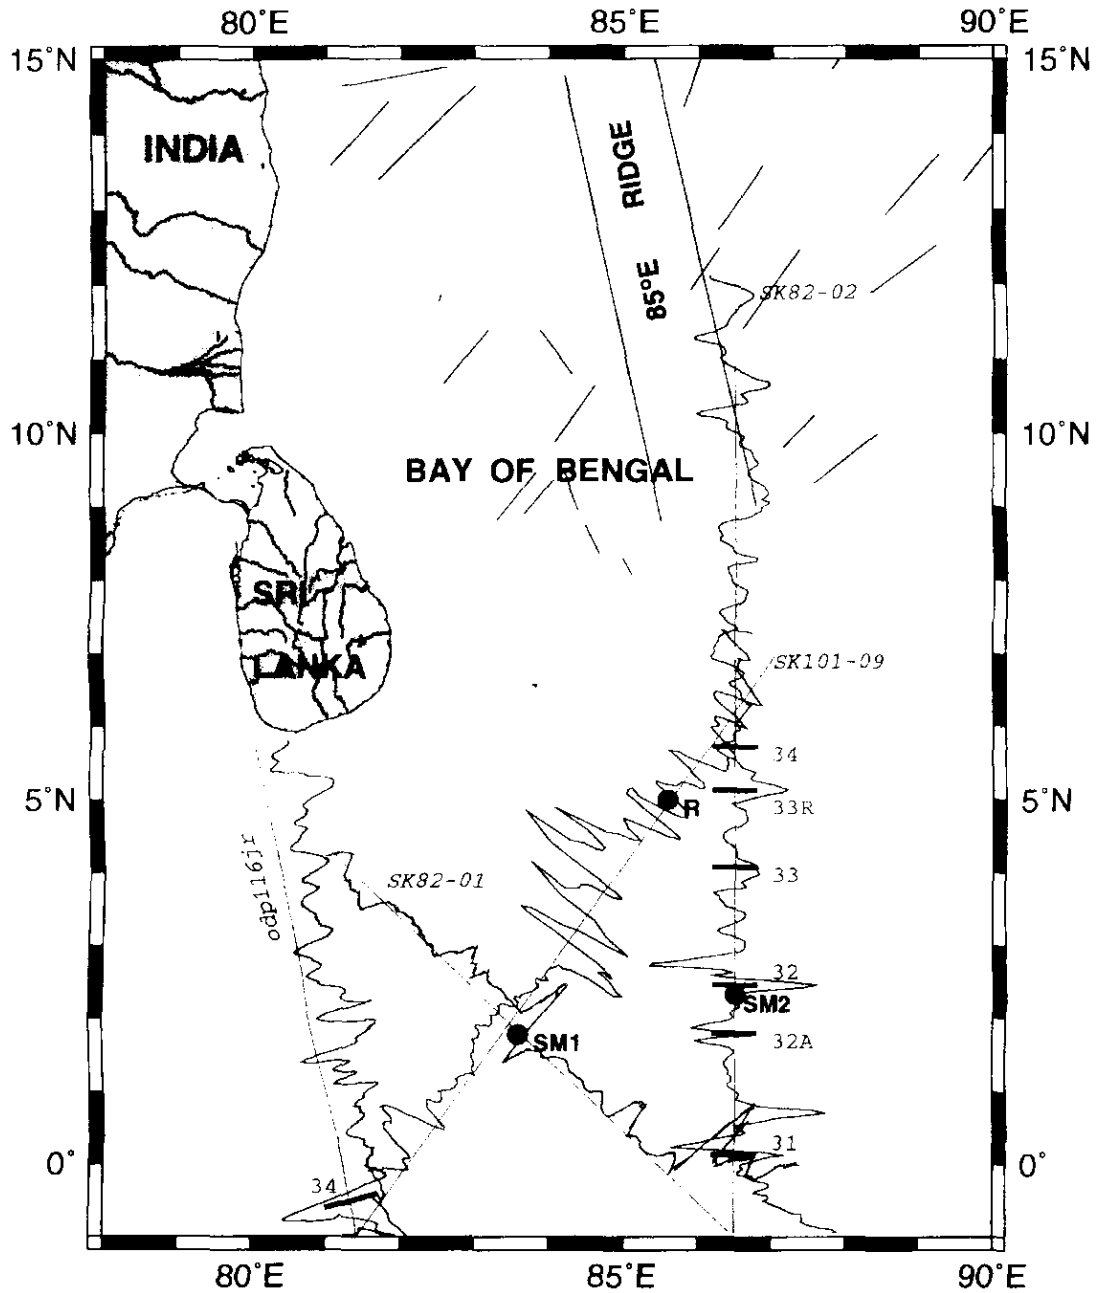 80°E 85°E 90°E
15°N 15°N
INDIA
RIDGE
85°E
SK82-02
10°N 10°N
BAY OF BENGAL
SRI
LANKA
SK101-09
34
5°N 5°N
R
33R
odp116jr
SK82-01
33
32
SM2
SM1
32A
31
0° 0°
34
80°E 85°E 90°E